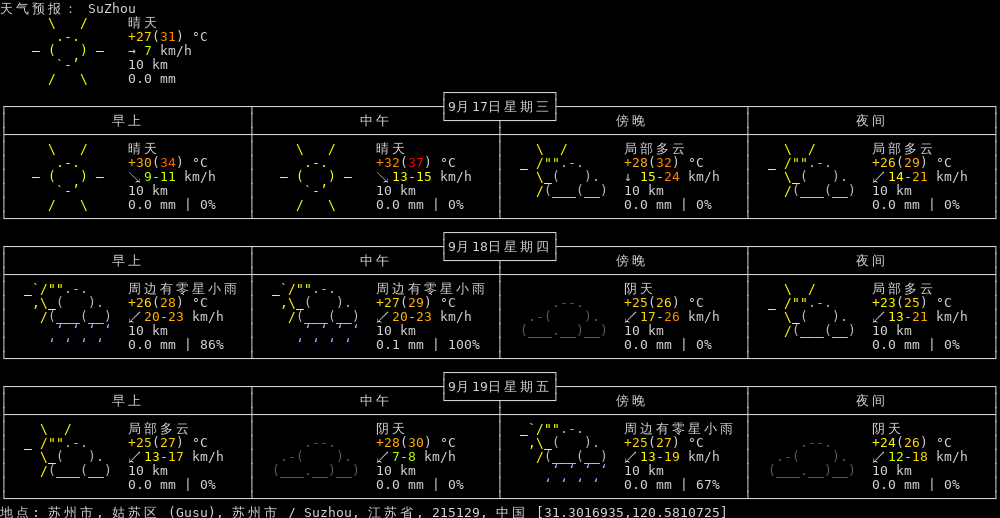 天气预报: SuZhou
晴天
+27(31) °C
→ 7 km/h
10 km
0.0 mm
9月17日星期三
早上 中午 傍晚 夜间
晴天 晴天 局部多云 局部多云
+30(34) °C +32(37) °C +28(32) °C +26(29) °C
↘9-11 km/h ↘13-15 km/h ↓ 15-24 km/h ↙14-21 km/h
10 km 10 km 10 km 10 km
0.0 mm | 0% 0.0 mm | 0% 0.0 mm | 0% 0.0 mm | 0%
9月18日星期四
早上 中午 傍晚 夜间
周边有零星小雨 周边有零星小雨 阴天 局部多云
+26(28) °C +27(29) °C +25(26) °C +23(25) °C
↙20-23 km/h ↙20-23 km/h ↙17-26 km/h ↙13-21 km/h
10 km 10 km 10 km 10 km
0.0 mm | 86% 0.1 mm | 100% 0.0 mm | 0% 0.0 mm | 0%
9月19日星期五
早上 中午 傍晚 夜间
局部多云 阴天 周边有零星小雨 阴天
+25(27) °C +28(30) °C +25(27) °C +24(26) °C
↙13-17 km/h ↙7-8 km/h ↙13-19 km/h ↙12-18 km/h
10 km 10 km 10 km 10 km
0.0 mm | 0% 0.0 mm | 0% 0.0 mm | 67% 0.0 mm | 0%
地点: 苏州市, 姑苏区 (Gusu), 苏州市 / Suzhou, 江苏省, 215129, 中国 [31.3016935,120.5810725]